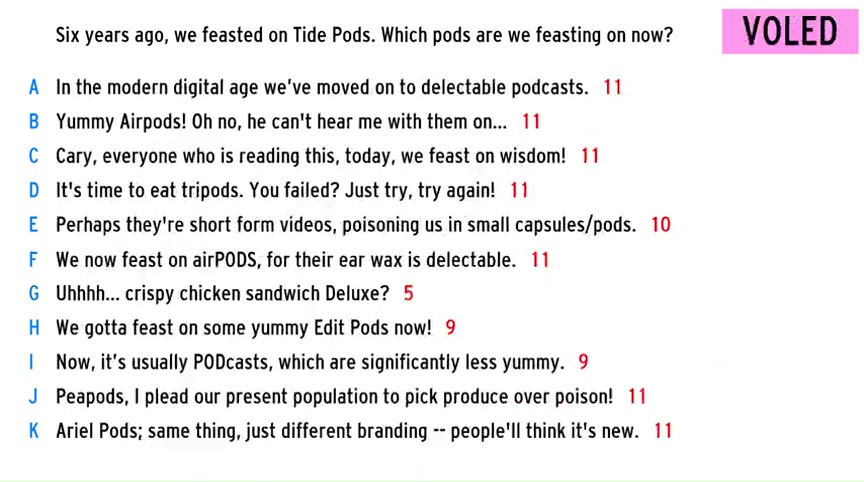 Six years ago, we feasted on Tide Pods. Which pods are we feasting on now?
VOLED
A In the modern digital age we've moved on to delectable podcasts. 11
B Yummy Airpods! Oh no, he can't hear me with them on... 11
C Cary, everyone who is reading this, today, we feast on wisdom! 11
D It's time to eat tripods. You failed? Just try, try again! 11
E Perhaps they're short form videos, poisoning us in small capsules/pods. 10
F We now feast on airPODS, for their ear wax is delectable. 11
G Uhhhh... crispy chicken sandwich Deluxe? 5
H We gotta feast on some yummy Edit Pods now! 9
I Now, it's usually PODcasts, which are significantly less yummy. 9
J Peapods, I plead our present population to pick produce over poison! 11
K Ariel Pods; same thing, just different branding -- people'll think it's new. 11